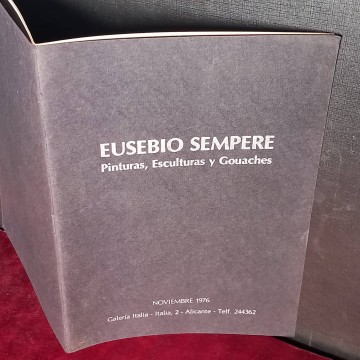 EUSEBIO SEMPERE
Pinturas, Esculturas y Gouaches
NOVIEMBRE 1976
Galería Italia - Italia, 2 - Alicante - Telf. 244362